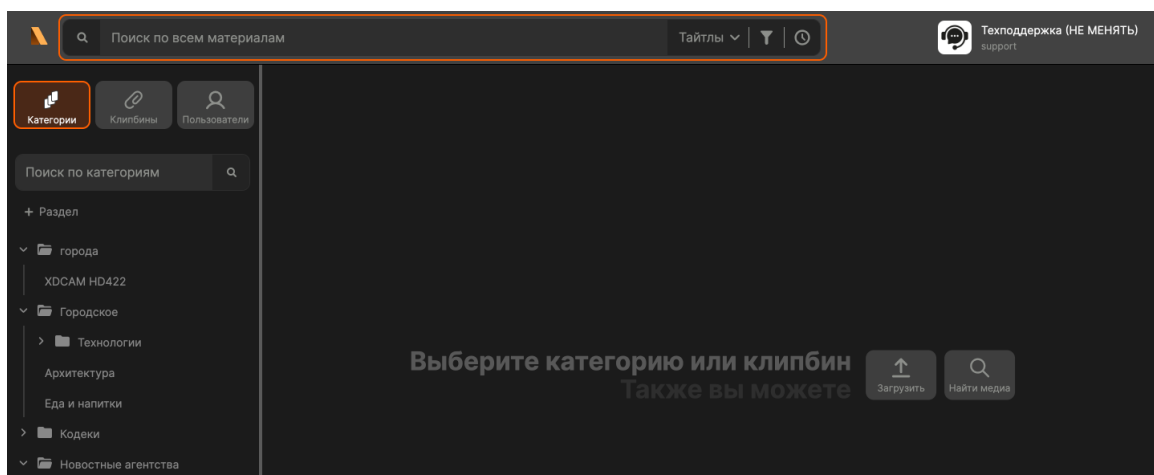 Поиск по всем материалам
Тайтлы
Техподдержка (НЕ МЕНЯТЬ)
support
Категории
Клипбины
Пользователи
Поиск по категориям
+ Раздел
города
XDCAM HD422
Городское
Технологии
Архитектура
Еда и напитки
Кодеки
Новостные агентства
Выберите категорию или клипбин
Также вы можете
Загрузить
Найти медиа